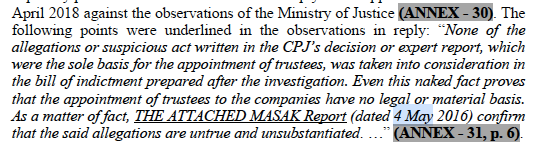 April 2018 against the observations of the Ministry of Justice (ANNEX - 30). The
following points were underlined in the observations in reply: “None of the
allegations or suspicious act written in the CPJ’s decision or expert report, which
were the sole basis for the appointment of trustees, was taken into consideration in
the bill of indictment prepared after the investigation. Even this naked fact proves
that the appointment of trustees to the companies have no legal or material basis.
As a matter of fact, THE ATTACHED MASAK Report (dated 4 May 2016) confirm
that the said allegations are untrue and unsubstantiated. …” (ANNEX - 31, p. 6).